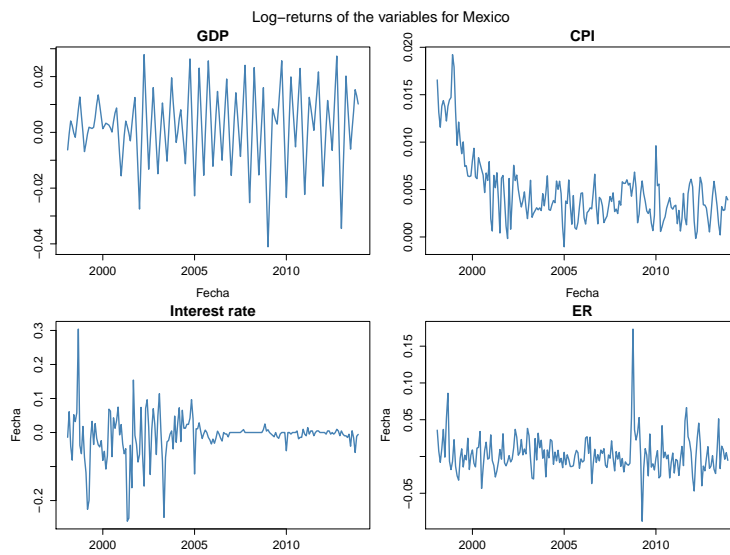 Log−returns of the variables for Mexico
GDP
CPI
0.02
0.00
−0.02
−0.04
2000 2005 2010
Fecha
0.020
0.015
0.010
0.005
0.000
2000 2005 2010
Fecha
Interest rate
ER
Fecha
0.3
0.1
0.0
−0.2
2000 2005 2010
Fecha
0.15
0.10
0.05
−0.05
2000 2005 2010